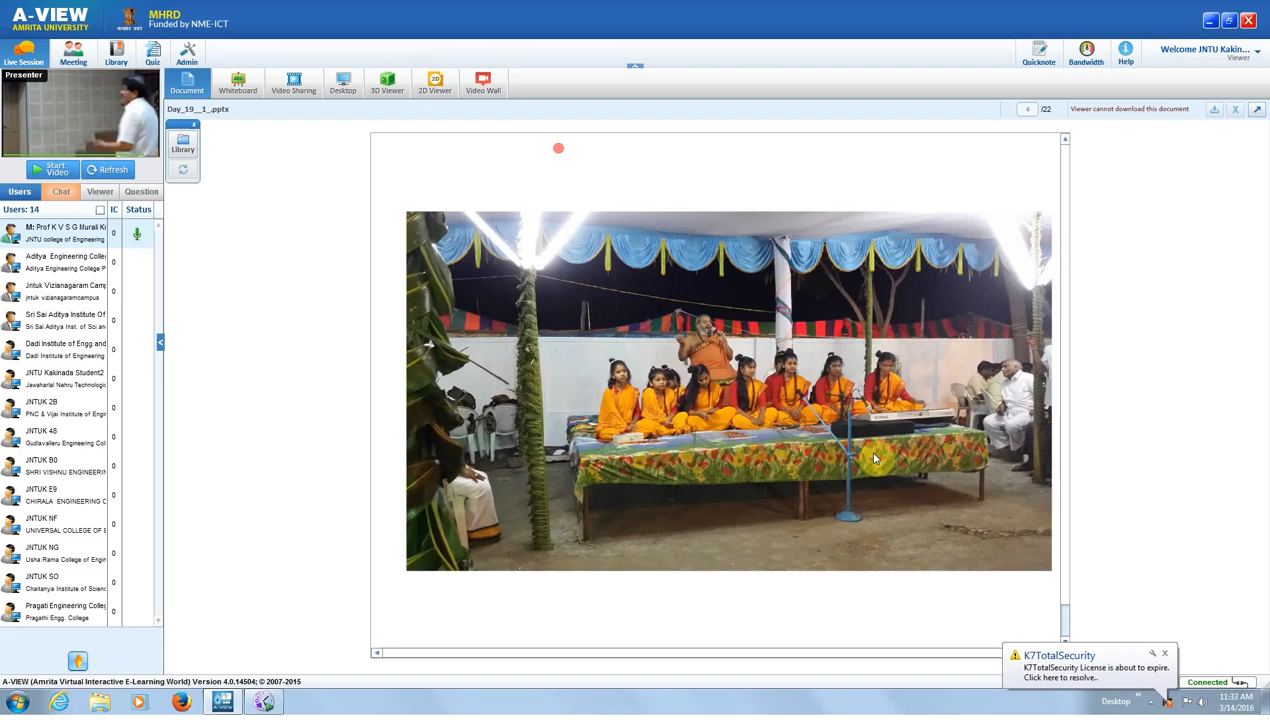 A-VIEW
AMRITA UNIVERSITY
MHRD
Funded by NME-ICT
Live Session
Meeting
Library
Quiz
Admin
Quicknote
Bandwidth
Help
Welcome JNTU Kakin...
Viewer
Presenter
Document
Whiteboard
Video Sharing
Desktop
3D Viewer
2D Viewer
Video Wall
Day_19__1_.pptx
4 /22
Viewer cannot download this document
Library
Start Video
Refresh
Users
Chat
Viewer
Question
Users: 14
IC
Status
M: Prof K V S G Murali Kr
JNTU college of Engineering
0
Aditya Engineering Colle
Aditya Engineering College P
0
Jntuk Vizianagaram Camp
jntuk vizianagaramcampus
0
Sri Sai Aditya Institute Of
Sri Sai Aditya Inst. of Sci an
0
Dadi Institute of Engg and
Dadi Institute of Engineering
0
JNTU Kakinada Student2
Jawaharlal Nehru Technologic
0
JNTUK 2B
PNC & Vijai Institute of Engi
0
JNTUK 48
Gudlavalleru Engineering Col
0
JNTUK B0
SHRI VISHNU ENGINEERIN
0
JNTUK E9
CHIRALA ENGINEERING C
0
JNTUK NF
UNIVERSAL COLLEGE OF E
0
JNTUK NG
Usha Rama College of Engin
0
JNTUK SO
Chaitanya Institute of Scienc
0
Pragati Engineering Colleg
Pragathi Engg. College
0
K7TotalSecurity
K7TotalSecurity License is about to expire.
Click here to resolve..
A-VIEW (Amrita Virtual Interactive E-Learning World) Version 4.0.14504; © 2007-2015
Connected
Desktop
11:33 AM
3/14/2016